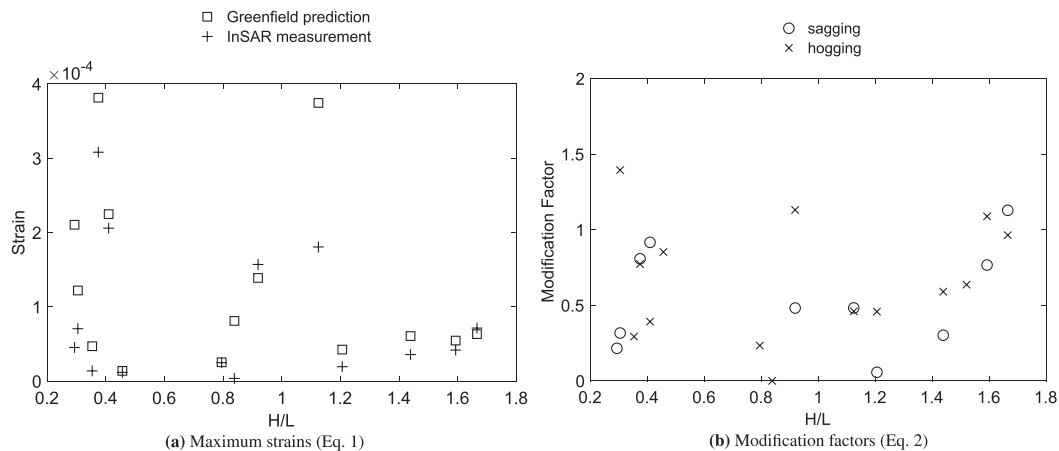 Greenfield prediction
InSAR measurement
×10⁻⁴
4
3
2
1
0
Strain
0.2 0.4 0.6 0.8 1 1.2 1.4 1.6 1.8
H/L
(a) Maximum strains (Eq. 1)
sagging
hogging
2
1.5
1
0.5
0
Modification Factor
0.2 0.4 0.6 0.8 1 1.2 1.4 1.6 1.8
H/L
(b) Modification factors (Eq. 2)